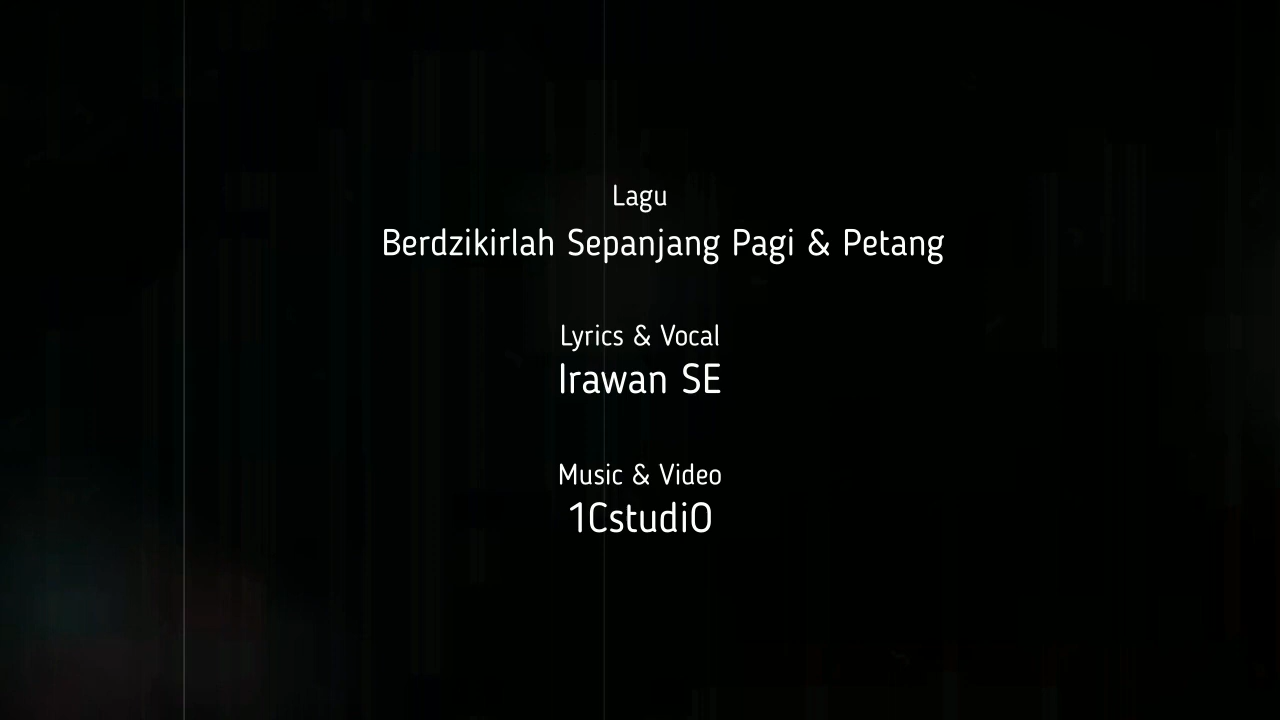 Lagu
Berdzikirlah Sepanjang Pagi & Petang
Lyrics & Vocal
Irawan SE
Music & Video
1CstudiO